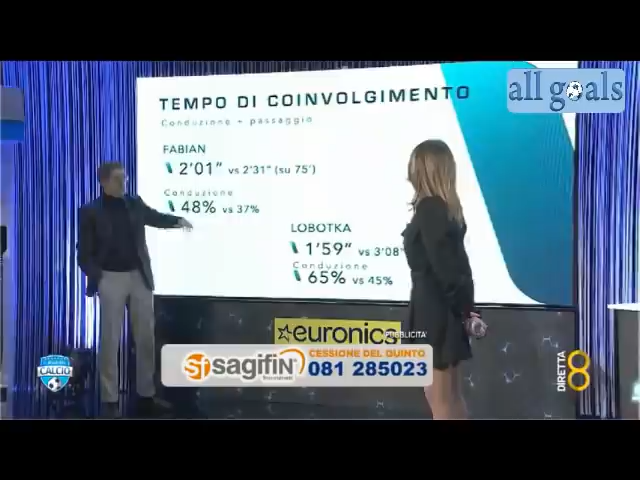 all goals
TEMPO DI COINVOLGIMENTO
Conduzione + passaggio
FABIAN
2'01" vs 2'31" (su 75')
Conduzione
48% vs 37%
LOBOTKA
1'59" vs 3'08"
Conduzione
65% vs 45%
euronics
PUBBLICITA'
Si sagifin
CESSIONE DEL QUINTO
081 285023
CALCIO
DIRETTA 8